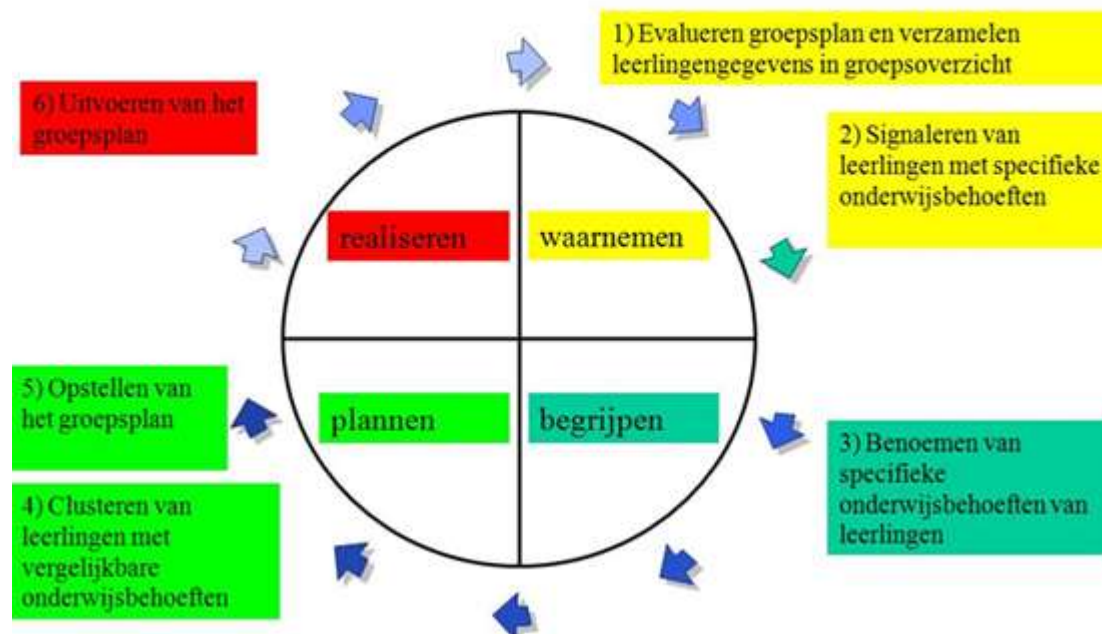 1) Evalueren groepsplan en verzamelen
leerlingengegevens in groepsoverzicht
2) Signaleren van
leerlingen met specifieke
onderwijsbehoeften
3) Benoemen van
specifieke
onderwijsbehoeften van
leerlingen
4) Clusteren van
leerlingen met
vergelijkbare
onderwijsbehoeften
5) Opstellen van
het groepsplan
6) Uitvoeren van het
groepsplan
realiseren
waarnemen
plannen
begrijpen